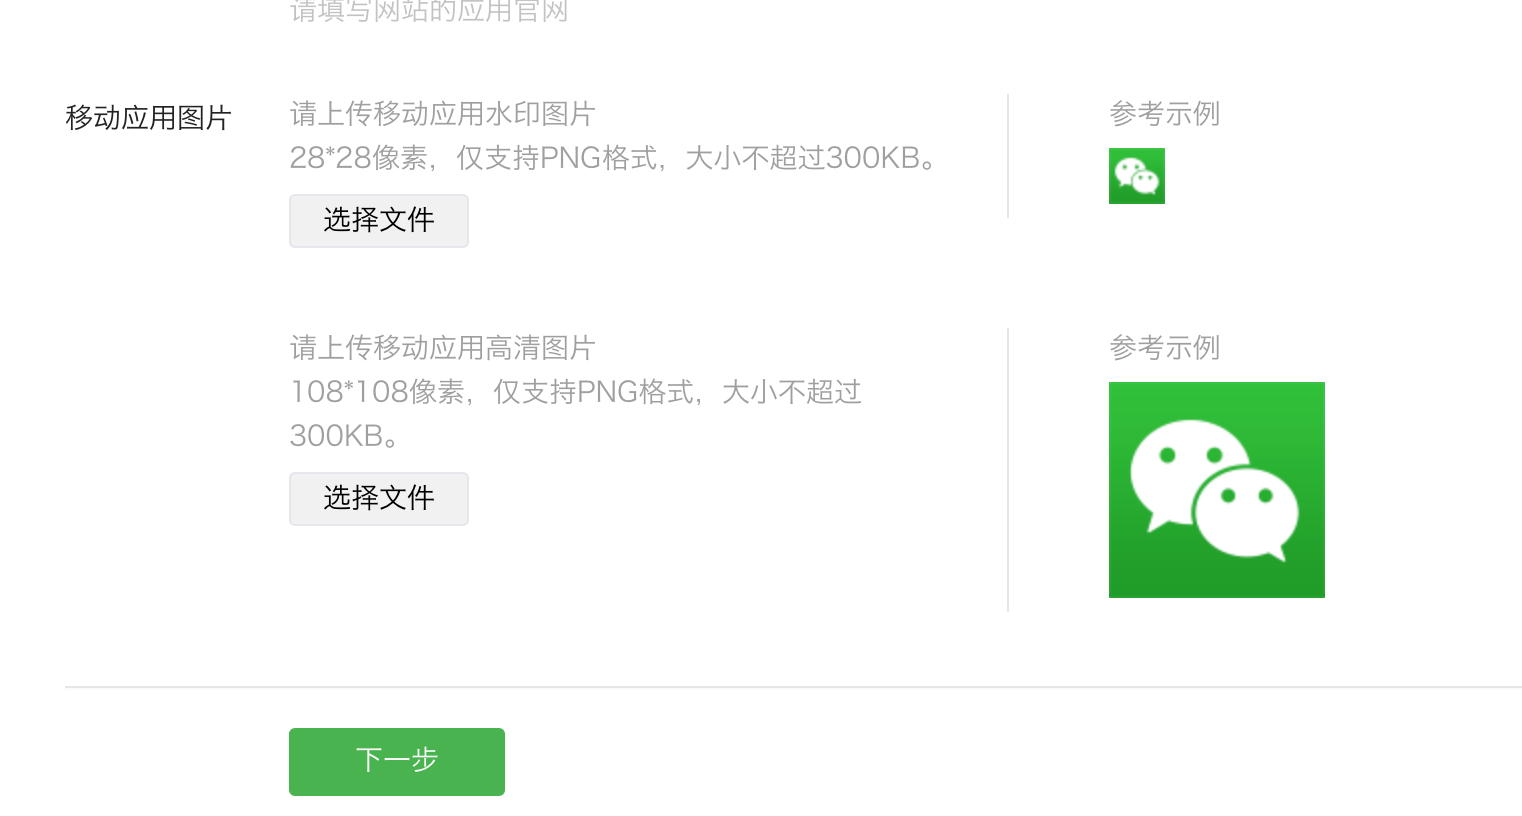 请填写网站的应用官网
移动应用图片
请上传移动应用水印图片
28*28像素，仅支持PNG格式，大小不超过300KB。
选择文件
参考示例
请上传移动应用高清图片
108*108像素，仅支持PNG格式，大小不超过
300KB。
选择文件
参考示例
下一步